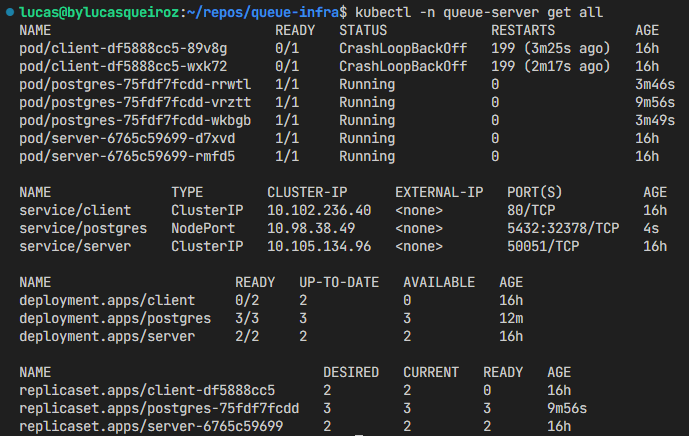 lucas@bylucasqueiroz:~/repos/queue-infra$ kubectl -n queue-server get all
NAME READY STATUS RESTARTS AGE
pod/client-df5888cc5-89v8g 0/1 CrashLoopBackOff 199 (3m25s ago) 16h
pod/client-df5888cc5-wxk72 0/1 CrashLoopBackOff 199 (2m17s ago) 16h
pod/postgres-75fdf7fcdd-rrwtl 1/1 Running 0 3m46s
pod/postgres-75fdf7fcdd-vrztt 1/1 Running 0 9m56s
pod/postgres-75fdf7fcdd-wkbgb 1/1 Running 0 3m49s
pod/server-6765c59699-d7xvd 1/1 Running 0 16h
pod/server-6765c59699-rmfd5 1/1 Running 0 16h
NAME TYPE CLUSTER-IP EXTERNAL-IP PORT(S) AGE
service/client ClusterIP 10.102.236.40 <none> 80/TCP 16h
service/postgres NodePort 10.98.38.49 <none> 5432:32378/TCP 4s
service/server ClusterIP 10.105.134.96 <none> 50051/TCP 16h
NAME READY UP-TO-DATE AVAILABLE AGE
deployment.apps/client 0/2 2 0 16h
deployment.apps/postgres 3/3 3 3 12m
deployment.apps/server 2/2 2 2 16h
NAME DESIRED CURRENT READY AGE
replicaset.apps/client-df5888cc5 2 2 0 16h
replicaset.apps/postgres-75fdf7fcdd 3 3 3 9m56s
replicaset.apps/server-6765c59699 2 2 2 16h